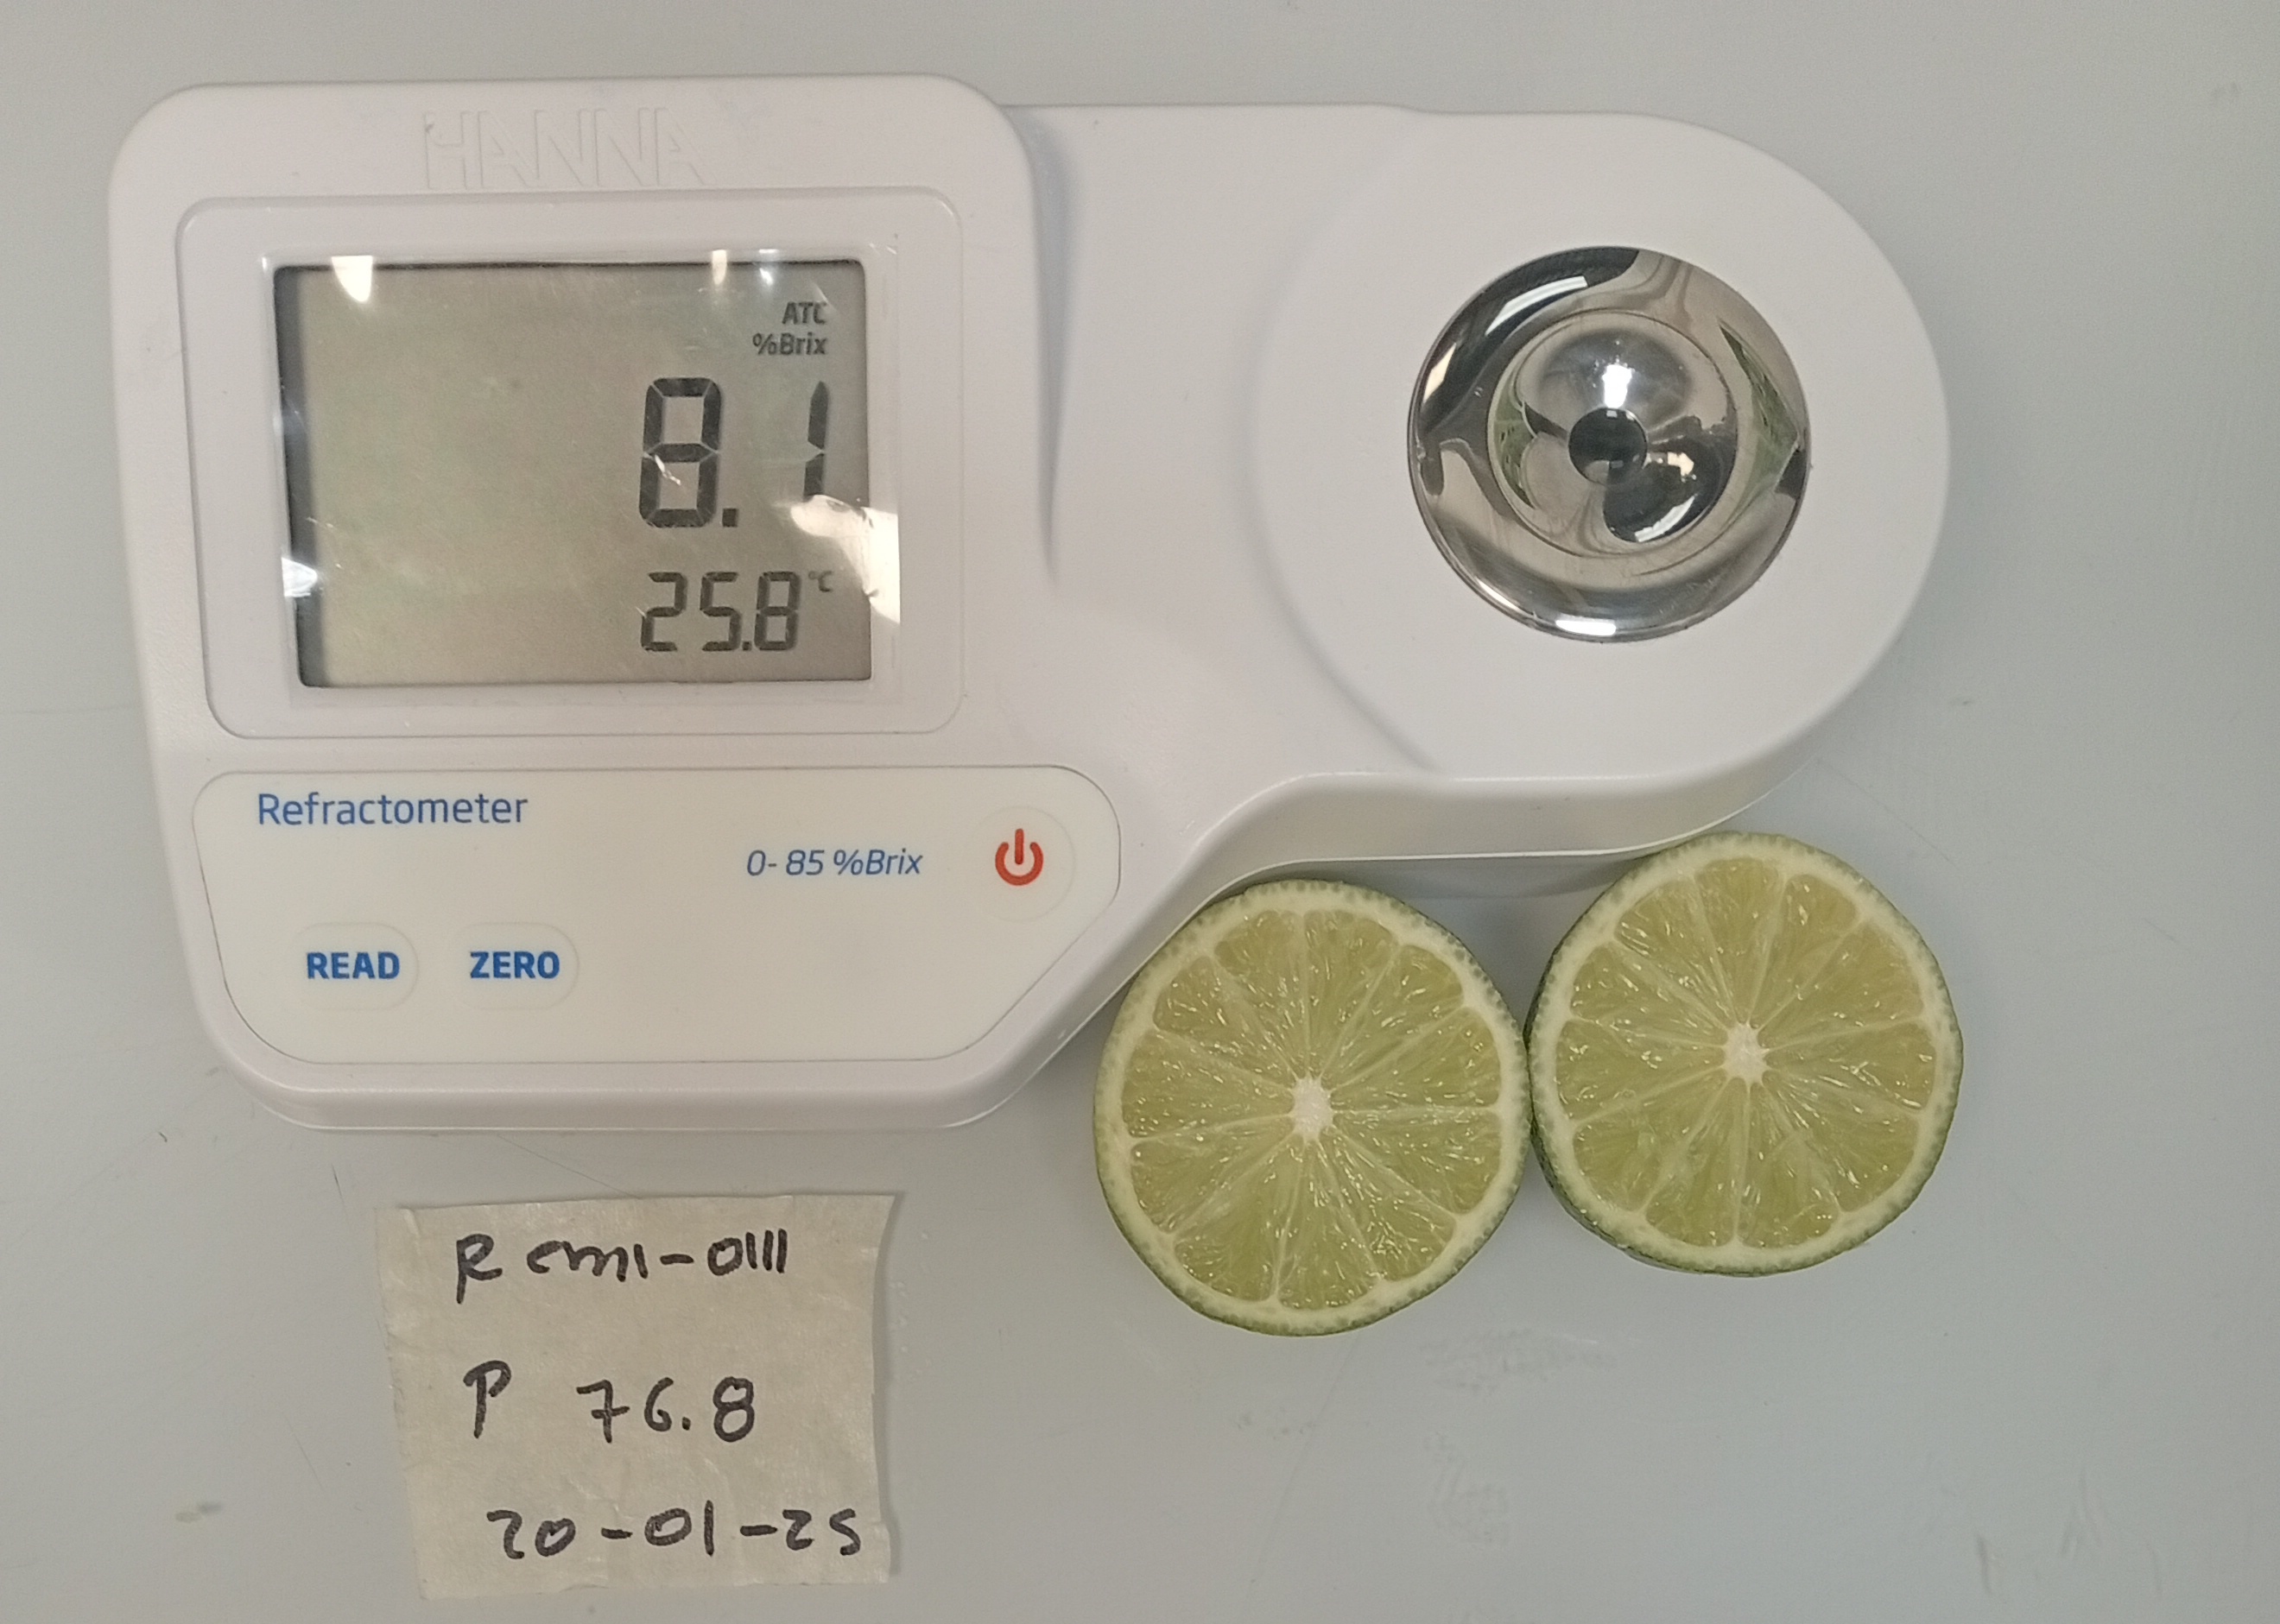 HANNA
ATC
%Brix
8.1
25.8 °C
Refractometer
0-85 %Brix
READ ZERO
Remi-0111
P 76.8
20-01-25